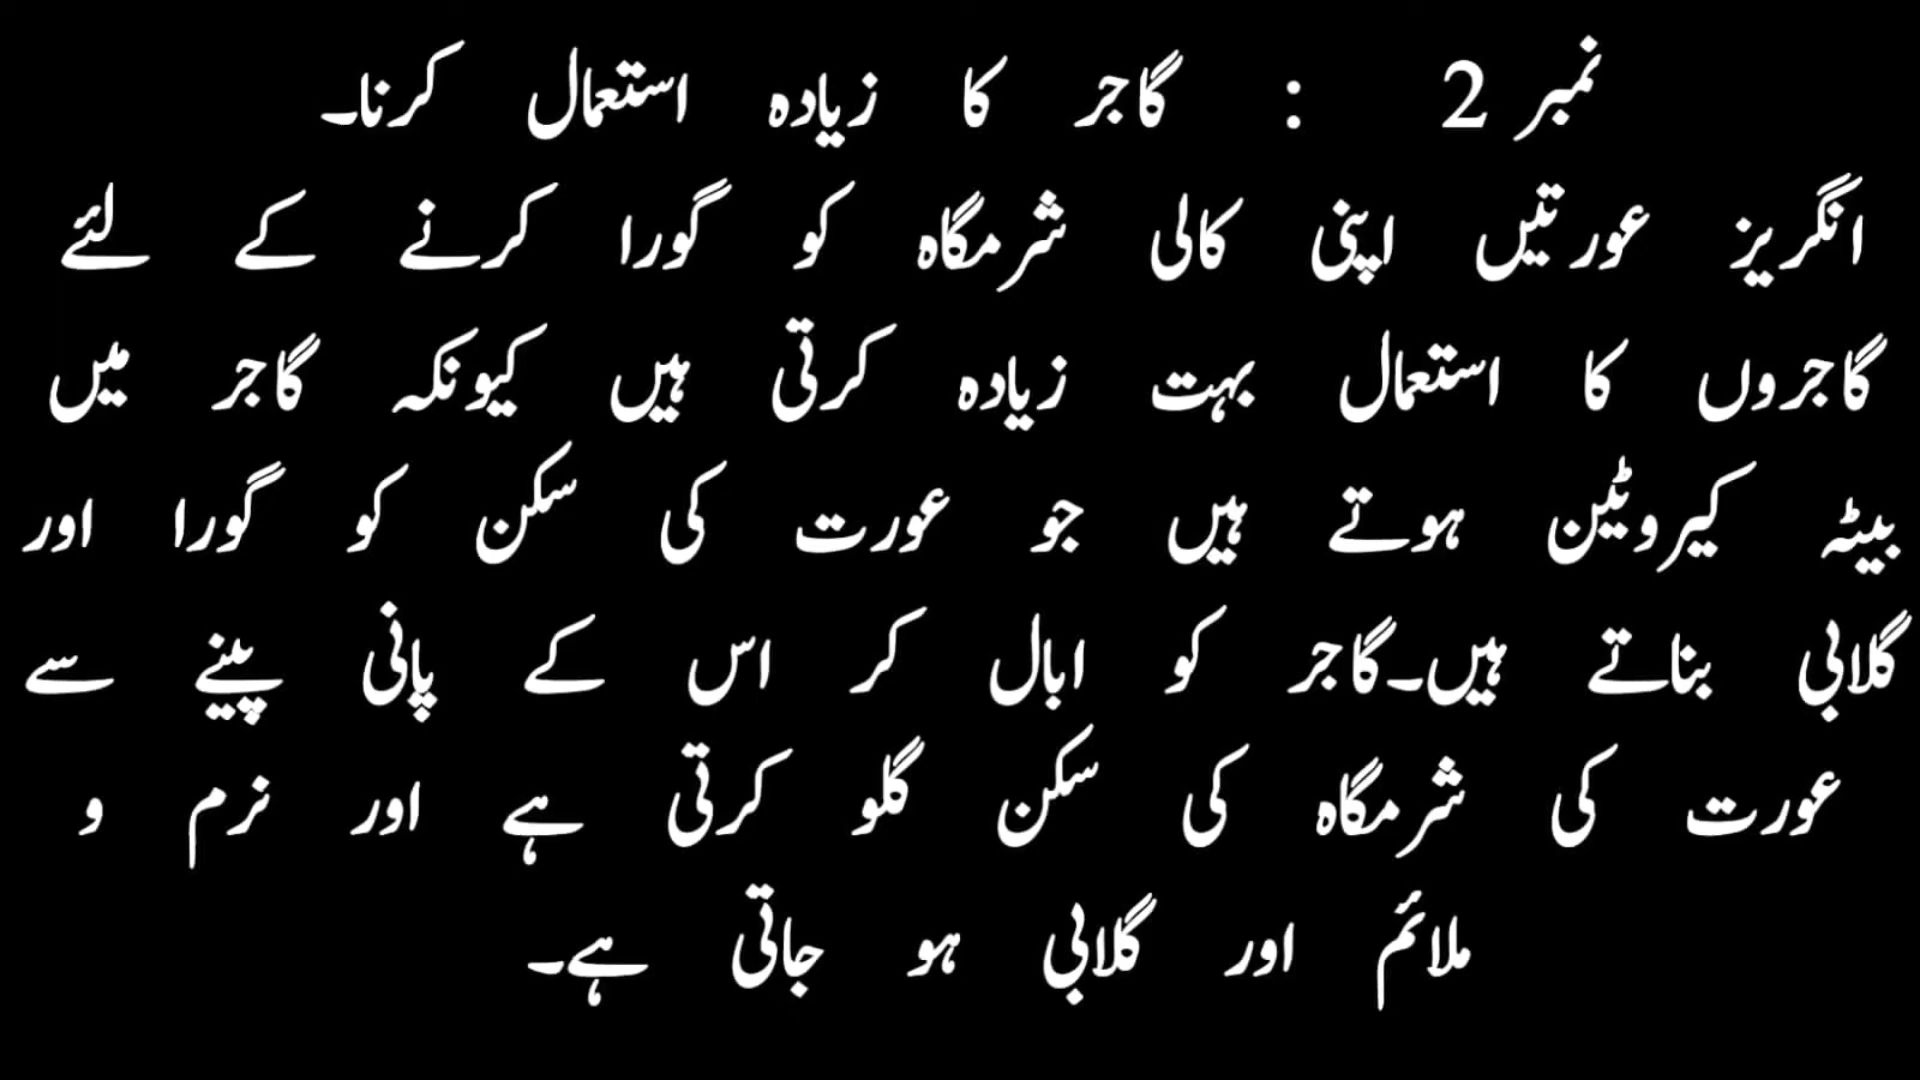 نمبر 2 : گاجر کا زیادہ استعمال کرنا۔
انگریز عورتیں اپنی کالی شرمگاہ کو گورا کرنے کے لئے
گاجروں کا استعمال بہت زیادہ کرتی ہیں کیونکہ گاجر میں
بیٹہ کیروٹین ہوتے ہیں جو عورت کی سکن کو گورا اور
گلابی بناتے ہیں۔گاجر کو ابال کر اس کے پانی پینے سے
عورت کی شرمگاہ کی سکن گلو کرتی ہے اور نرم و
ملائم اور گلابی ہو جاتی ہے۔